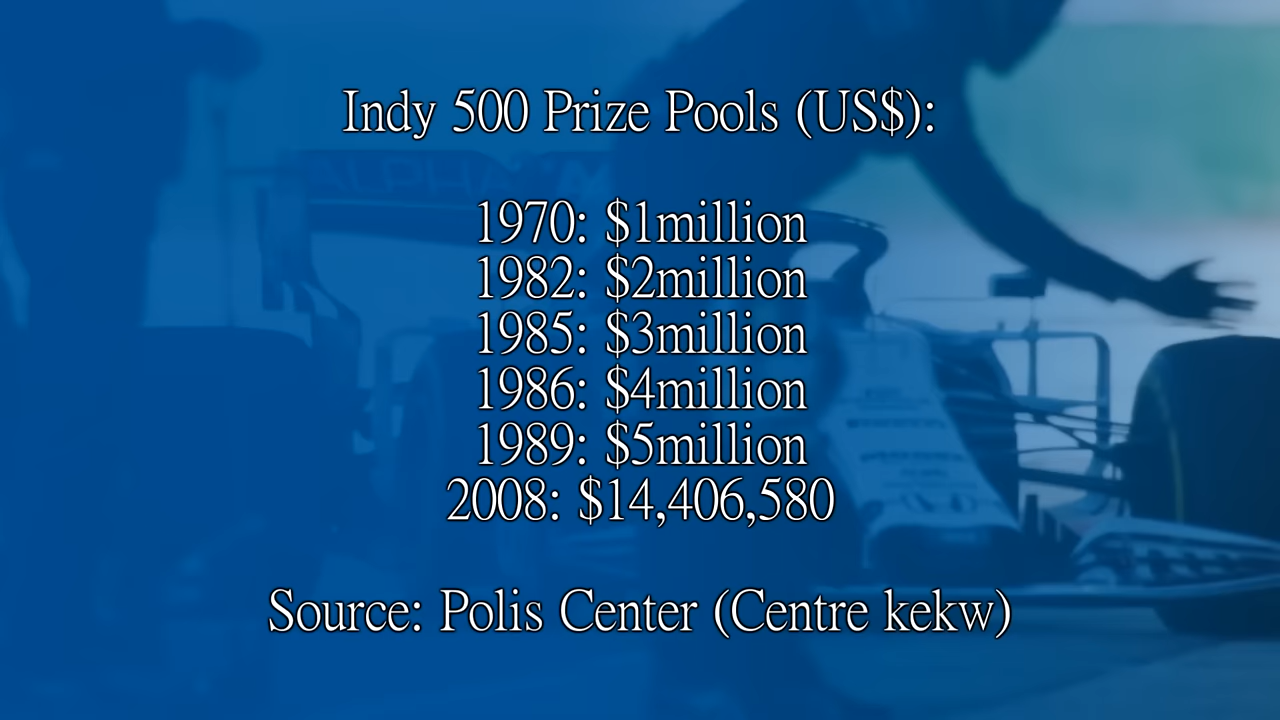 Indy 500 Prize Pools (US$):
1970: $1million
1982: $2million
1985: $3million
1986: $4million
1989: $5million
2008: $14,406,580
Source: Polis Center (Centre kekw)
ALPHA